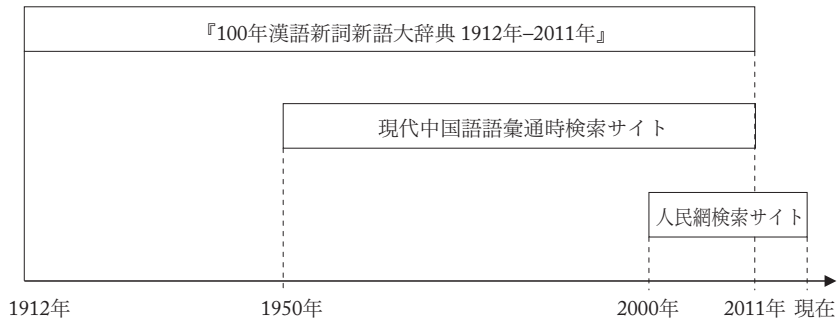 『100年漢語新詞新語大辞典 1912年–2011年』
現代中国語語彙通時検索サイト
人民網検索サイト
1912年 1950年 2000年 2011年 現在